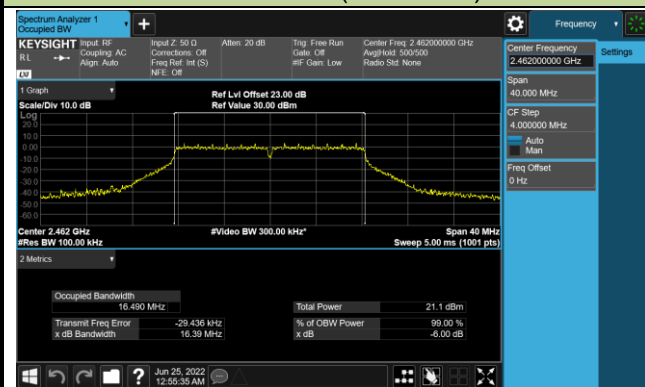 Spectrum Analyzer 1
Occupied BW
+
Frequency
KEYSIGHT
RL
LXI
Input: RF
Coupling: AC
Align: Auto
Input Z: 50 Ω
Corrections: Off
Freq Ref: Int (S)
NFE: Off
Atten: 20 dB
Trig: Free Run
Gate: Off
#IF Gain: Low
Center Freq: 2.462000000 GHz
Avg|Hold: 500/500
Radio Std: None
Center Frequency
2.462000000 GHz
Settings
Span
40.000 MHz
CF Step
4.000000 MHz
Auto
Man
Freq Offset
0 Hz
1 Graph
Scale/Div 10.0 dB
Ref Lvl Offset 23.00 dB
Ref Value 30.00 dBm
Log
20.0
10.0
0.00
-10.0
-20.0
-30.0
-40.0
-50.0
-60.0
Center 2.462 GHz
#Res BW 100.00 kHz
#Video BW 300.00 kHz*
Span 40 MHz
Sweep 5.00 ms (1001 pts)
2 Metrics
Occupied Bandwidth
16.490 MHz
Total Power 21.1 dBm
Transmit Freq Error -29.436 kHz
% of OBW Power 99.00 %
x dB Bandwidth 16.39 MHz
x dB -6.00 dB
?
Jun 25, 2022
12:55:35 AM